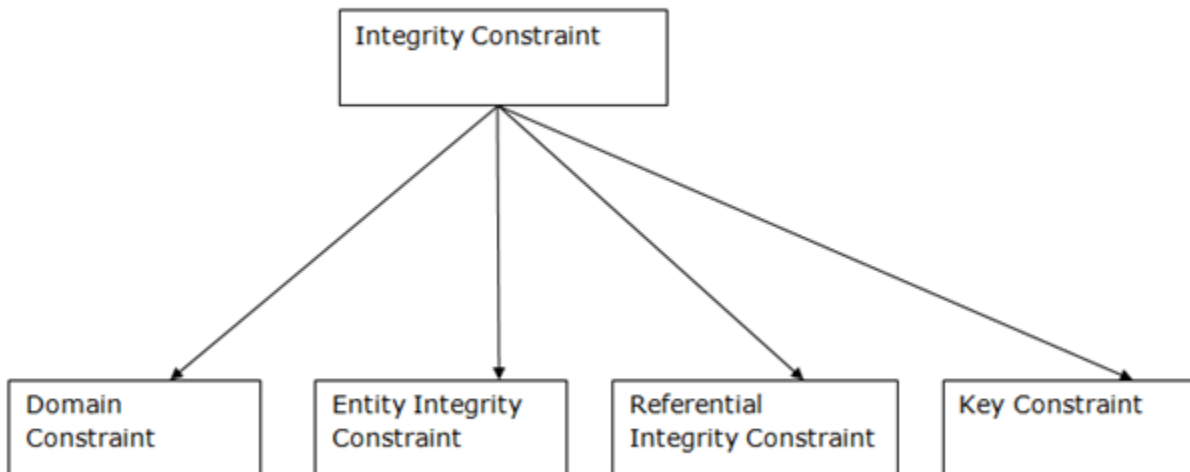 Integrity Constraint
Domain
Constraint
Entity Integrity
Constraint
Referential
Integrity Constraint
Key Constraint